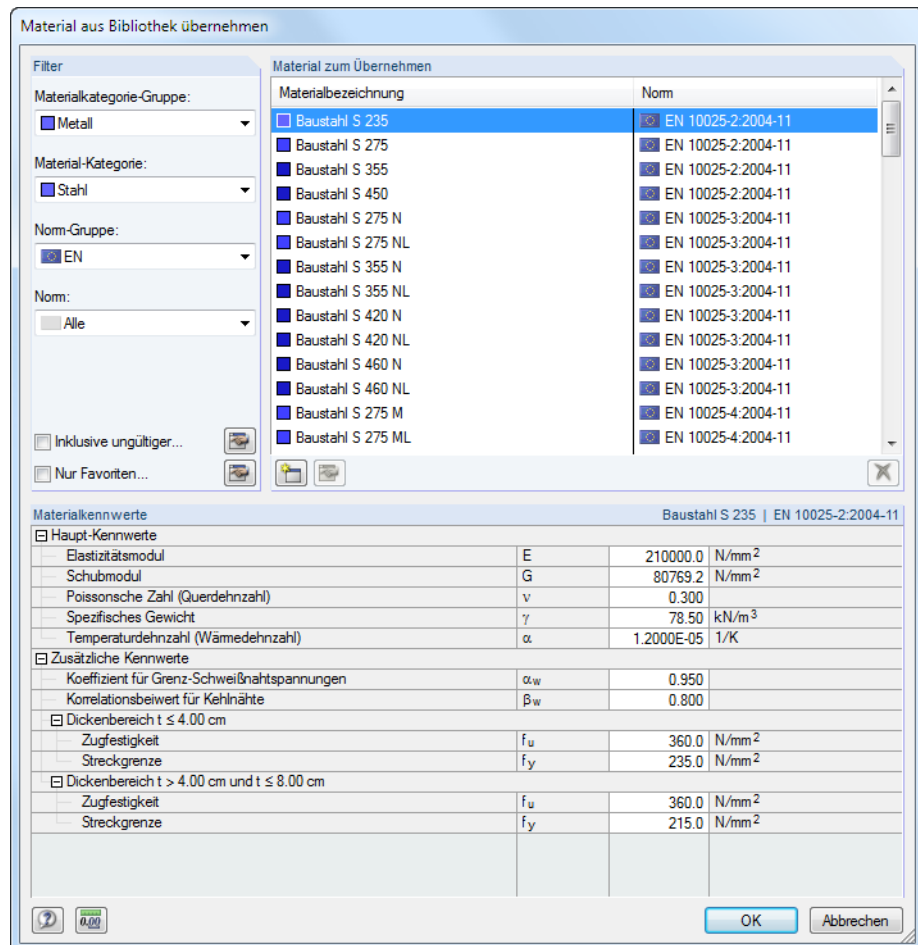 Material aus Bibliothek übernehmen
Filter
Materialkategorie-Gruppe:
Metall
Material-Kategorie:
Stahl
Norm-Gruppe:
EN
Norm:
Alle
Inklusive ungültiger...
Nur Favoriten...
Material zum Übernehmen
Materialbezeichnung Norm
Baustahl S 235 EN 10025-2:2004-11
Baustahl S 275 EN 10025-2:2004-11
Baustahl S 355 EN 10025-2:2004-11
Baustahl S 450 EN 10025-2:2004-11
Baustahl S 275 N EN 10025-3:2004-11
Baustahl S 275 NL EN 10025-3:2004-11
Baustahl S 355 N EN 10025-3:2004-11
Baustahl S 355 NL EN 10025-3:2004-11
Baustahl S 420 N EN 10025-3:2004-11
Baustahl S 420 NL EN 10025-3:2004-11
Baustahl S 460 N EN 10025-3:2004-11
Baustahl S 460 NL EN 10025-3:2004-11
Baustahl S 275 M EN 10025-4:2004-11
Baustahl S 275 ML EN 10025-4:2004-11
Materialkennwerte Baustahl S 235 | EN 10025-2:2004-11
Haupt-Kennwerte
Elastizitätsmodul E 210000.0 N/mm²
Schubmodul G 80769.2 N/mm²
Poissonsche Zahl (Querdehnzahl) ν 0.300
Spezifisches Gewicht γ 78.50 kN/m³
Temperaturdehnzahl (Wärmedehnzahl) α 1.2000E-05 1/K
Zusätzliche Kennwerte
Koeffizient für Grenz-Schweißnahtspannungen αw 0.950
Korrelationsbeiwert für Kehlnähte βw 0.800
Dickenbereich t ≤ 4.00 cm
Zugfestigkeit fu 360.0 N/mm²
Streckgrenze fy 235.0 N/mm²
Dickenbereich t > 4.00 cm und t ≤ 8.00 cm
Zugfestigkeit fu 360.0 N/mm²
Streckgrenze fy 215.0 N/mm²
0.00
OK Abbrechen